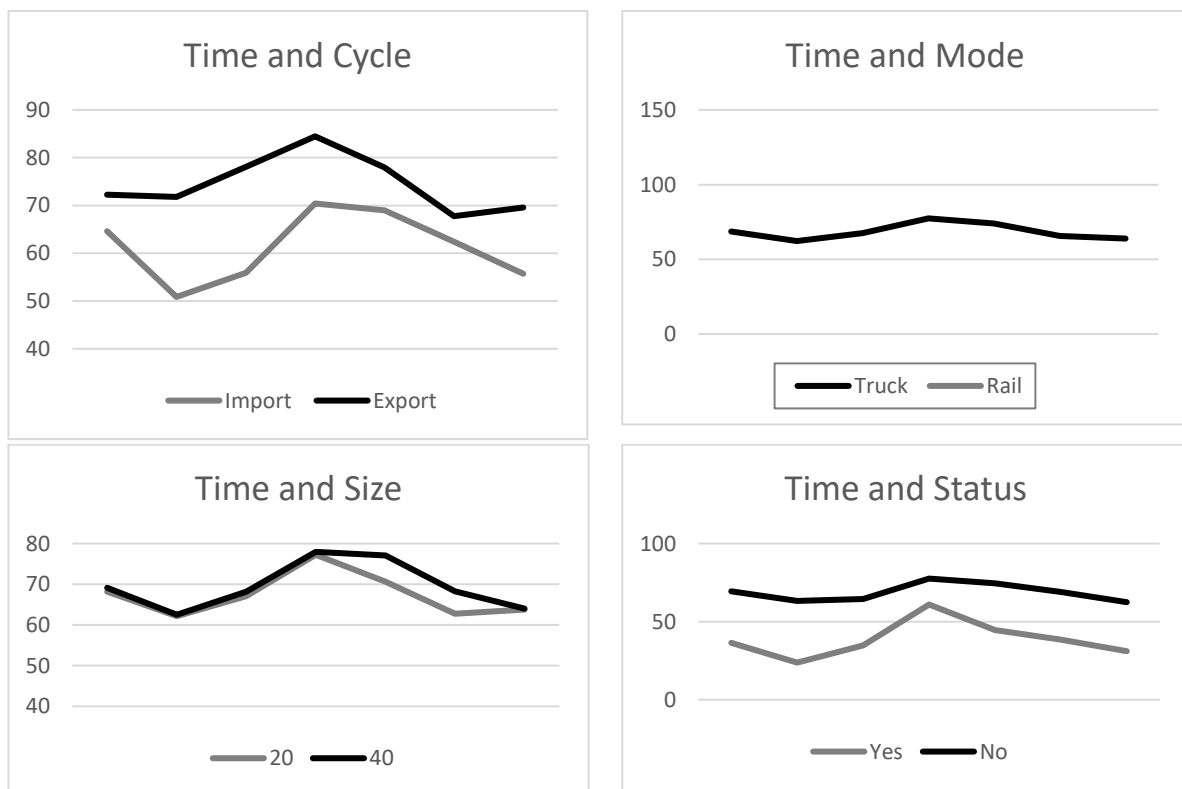 Time and Cycle
90
80
70
60
50
40
Import Export
Time and Mode
150
100
50
0
Truck Rail
Time and Size
80
70
60
50
40
20 40
Time and Status
100
50
0
Yes No